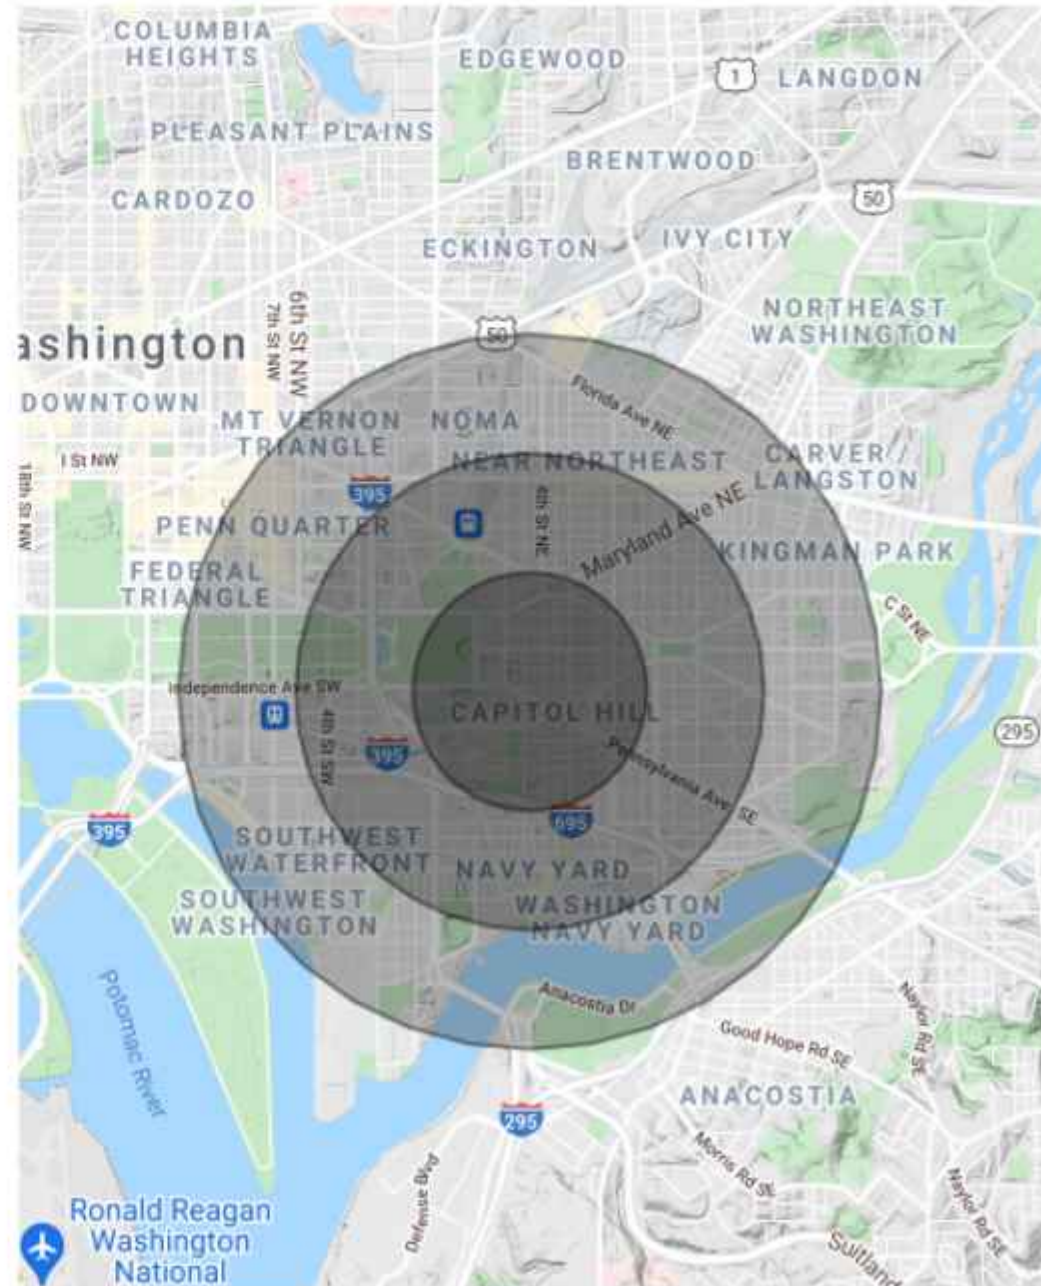 COLUMBIA
HEIGHTS
EDGEWOOD
1
LANGDON
PLEASANT PLAINS
BRENTWOOD
CARDOZO
50
ECKINGTON
IVY CITY
NORTHEAST
WASHINGTON
6th St NW
7th St NW
ashington
50
DOWNTOWN
MT VERNON
TRIANGLE
NOMA
Florida Ave NE
I St NW
18th St NW
395
NEAR NORTHEAST
CARVER /
LANGSTON
PENN QUARTER
4th St NE
Maryland Ave NE
KINGMAN PARK
FEDERAL
TRIANGLE
C St NE
Independence Ave SW
4th St SW
395
CAPITOL HILL
Pennsylvania Ave SE
295
395
695
SOUTHWEST
WATERFRONT
NAVY YARD
SOUTHWEST
WASHINGTON
WASHINGTON
NAVY YARD
Potomac River
Anacostia Dr
Good Hope Rd SE
Naylor Rd SE
ANACOSTIA
295
Defense Blvd
Morris Rd SE
Naylor Rd SE
Suitland
Ronald Reagan
Washington
National